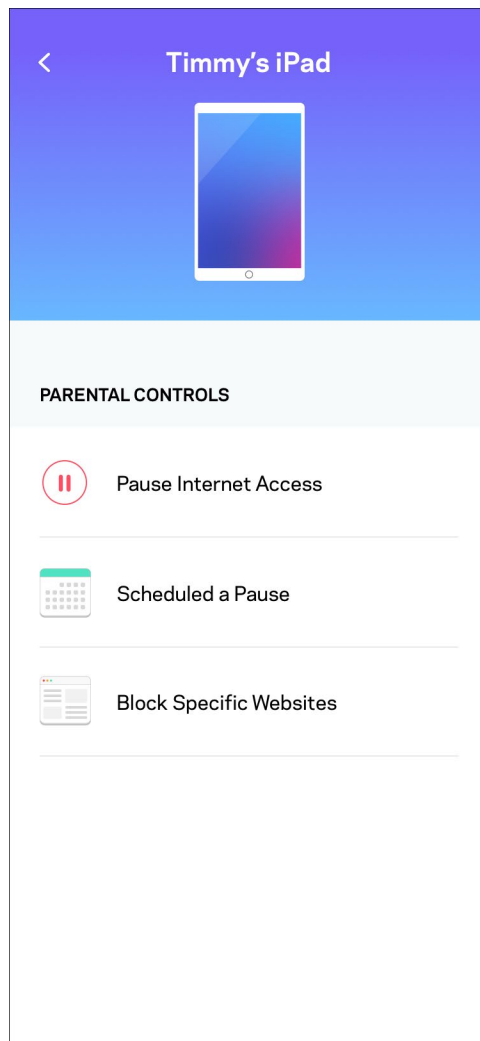 Timmy’s iPad
PARENTAL CONTROLS
Pause Internet Access
Scheduled a Pause
Block Specific Websites